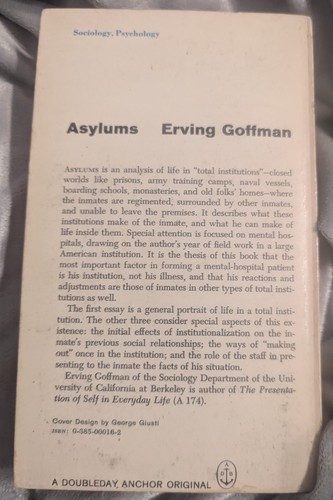 Sociology, Psychology
Asylums Erving Goffman
ASYLUMS is an analysis of life in "total institutions"—closed
worlds like prisons, army training camps, naval vessels,
boarding schools, monasteries, and old folks' homes—where
the inmates are regimented, surrounded by other inmates,
and unable to leave the premises. It describes what these
institutions make of the inmate, and what he can make of
life inside them. Special attention is focused on mental hos-
pitals, drawing on the author's year of field work in a large
American institution. It is the thesis of this book that the
most important factor in forming a mental-hospital patient
is his institution, not his illness, and that his reactions and
adjustments are those of inmates in other types of total insti-
tutions as well.
The first essay is a general portrait of life in a total insti-
tution. The other three consider special aspects of this ex-
istence: the initial effects of institutionalization on the in-
mate's previous social relationships; the ways of "making
out" once in the institution; and the role of the staff in pre-
senting to the inmate the facts of his situation.
Erving Goffman of the Sociology Department of the Uni-
versity of California at Berkeley is author of The Presenta-
tion of Self in Everyday Life (A 174).
Cover Design by George Giusti
ISBN: 0-385-00016-2
A DOUBLEDAY ANCHOR ORIGINAL
A
D B